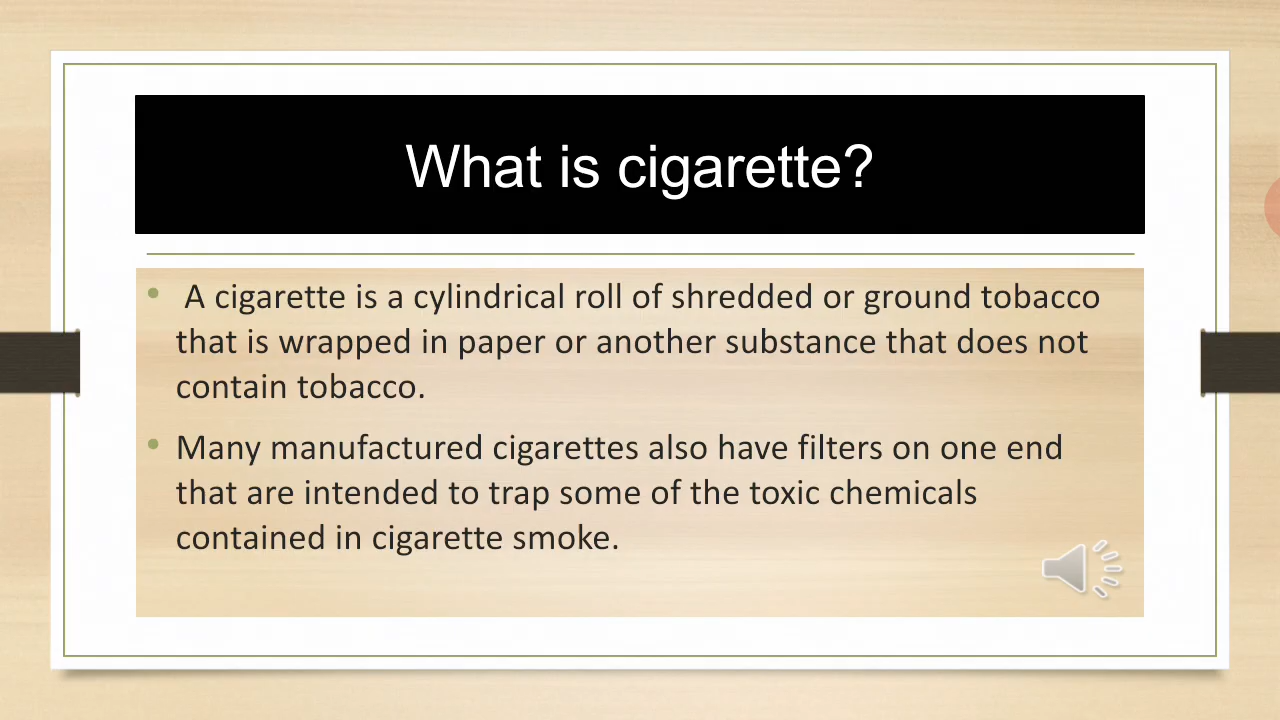 What is cigarette?
• A cigarette is a cylindrical roll of shredded or ground tobacco
that is wrapped in paper or another substance that does not
contain tobacco.
• Many manufactured cigarettes also have filters on one end
that are intended to trap some of the toxic chemicals
contained in cigarette smoke.